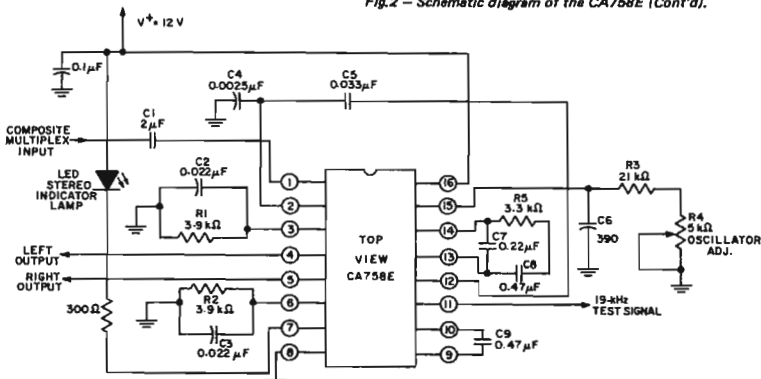 Fig.2 — Schematic diagram of the CA758E (Cont'd).
V+= 12 V
0.1µF
C4
0.0025µF
C5
0.033µF
C1
2µF
COMPOSITE
MULTIPLEX
INPUT
C2
0.022µF
LED
STEREO
INDICATOR
LAMP
R1
3.9 kΩ
LEFT
OUTPUT
RIGHT
OUTPUT
R2
3.9 kΩ
300Ω
C3
0.022µF
1
2
3
4
5
6
7
8
TOP
VIEW
CA758E
16
15
14
13
12
11
10
9
R3
21 kΩ
R5
3.3 kΩ
C6
390
R4
5 kΩ
OSCILLATOR
ADJ.
C7
0.22µF
C8
0.47µF
19-kHz
TEST SIGNAL
C9
0.47µF